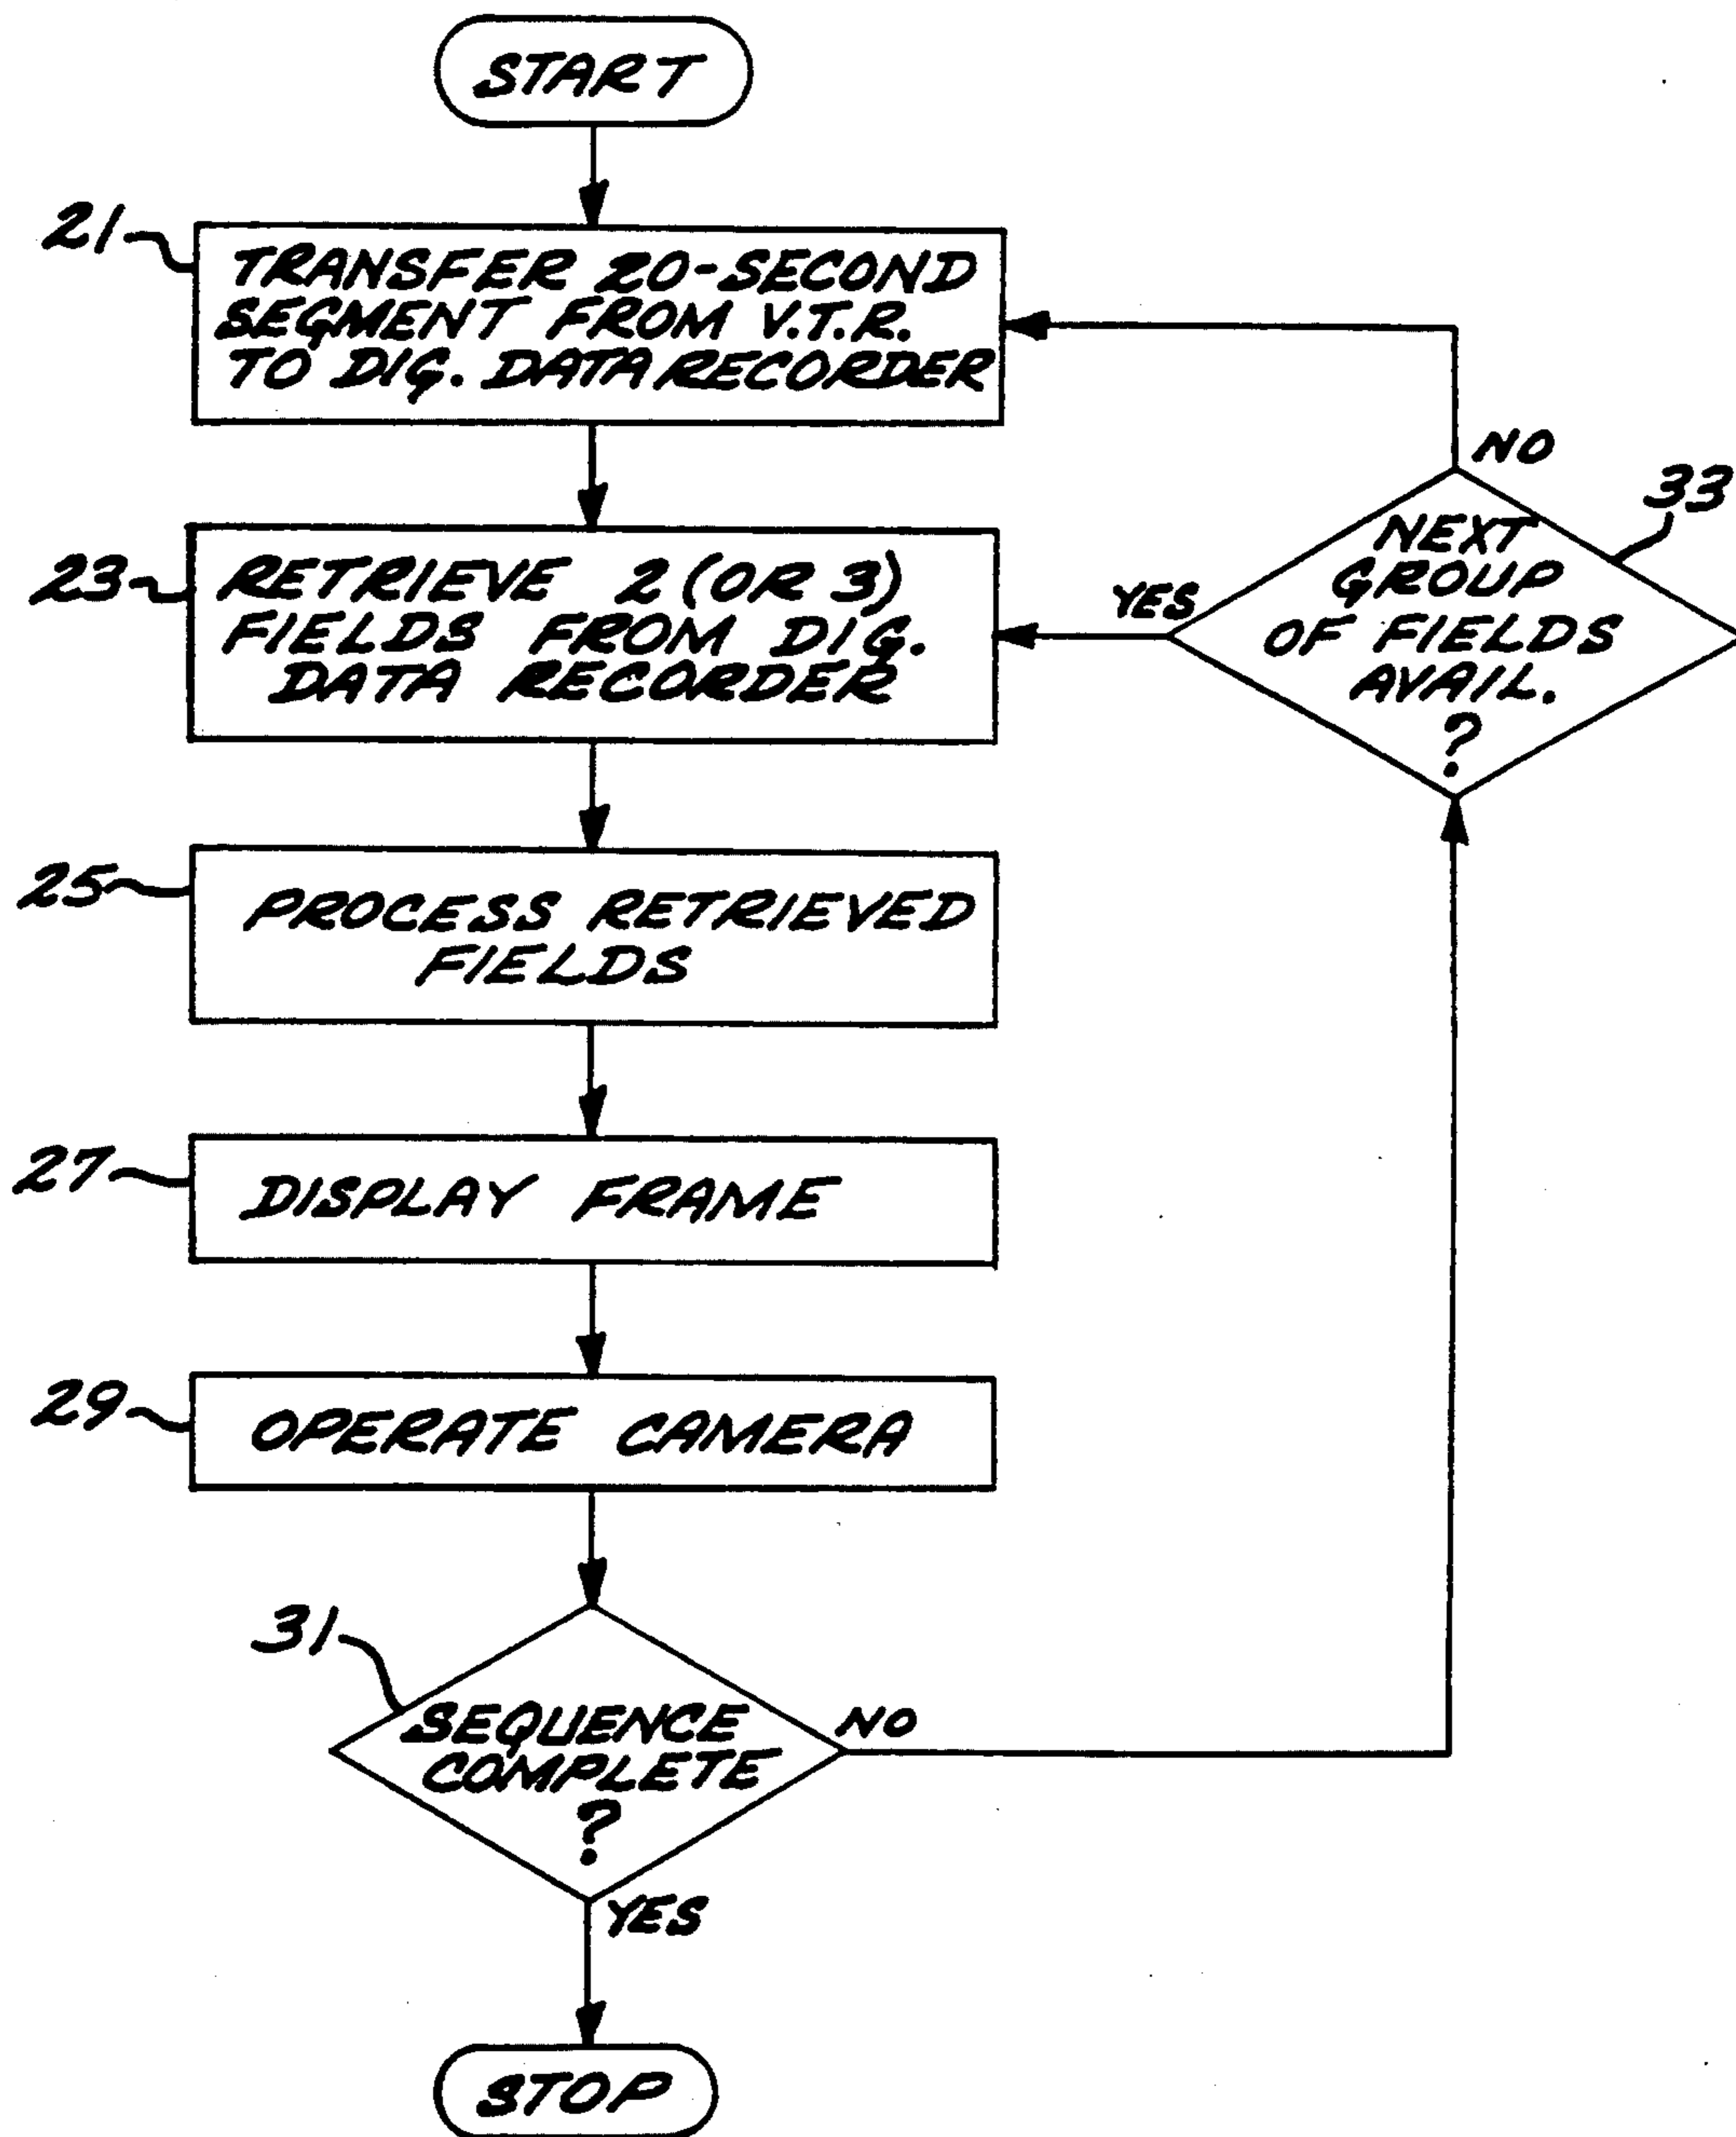 START
21
TRANSFER 20-SECOND
SEGMENT FROM V.T.R.
TO DIG. DATA RECORDER
NO
33
NEXT
GROUP
OF FIELDS
AVAIL.
?
YES
23
RETRIEVE 2 (OR 3)
FIELDS FROM DIG.
DATA RECORDER
25
PROCESS RETRIEVED
FIELDS
27
DISPLAY FRAME
29
OPERATE CAMERA
31
SEQUENCE
COMPLETE
?
NO
YES
STOP